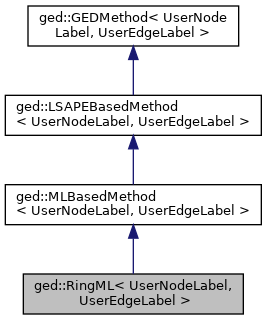 ged::GEDMethod< UserNode
Label, UserEdgeLabel >
ged::LSAPEBasedMethod
< UserNodeLabel, UserEdgeLabel >
ged::MLBasedMethod
< UserNodeLabel, UserEdgeLabel >
ged::RingML< UserNodeLabel,
UserEdgeLabel >